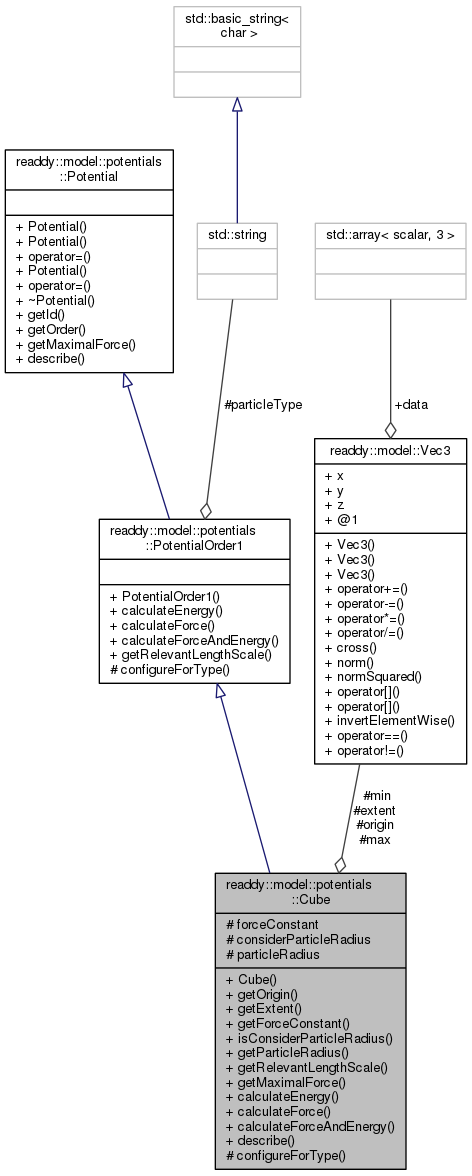 std::basic_string<
char >
readdy::model::potentials
::Potential
+ Potential()
+ Potential()
+ operator=()
+ Potential()
+ operator=()
+ ~Potential()
+ getId()
+ getOrder()
+ getMaximalForce()
+ describe()
std::string
std::array< scalar, 3 >
#particleType
+data
readdy::model::Vec3
+ x
+ y
+ z
+ @1
+ Vec3()
+ Vec3()
+ Vec3()
+ operator+=()
+ operator-=()
+ operator*=()
+ operator/=()
+ cross()
+ norm()
+ normSquared()
+ operator[]()
+ operator[]()
+ invertElementWise()
+ operator==()
+ operator!=()
readdy::model::potentials
::PotentialOrder1
+ PotentialOrder1()
+ calculateEnergy()
+ calculateForce()
+ calculateForceAndEnergy()
+ getRelevantLengthScale()
# configureForType()
#min
#extent
#origin
#max
readdy::model::potentials
::Cube
# forceConstant
# considerParticleRadius
# particleRadius
+ Cube()
+ getOrigin()
+ getExtent()
+ getForceConstant()
+ isConsiderParticleRadius()
+ getParticleRadius()
+ getRelevantLengthScale()
+ getMaximalForce()
+ calculateEnergy()
+ calculateForce()
+ calculateForceAndEnergy()
+ describe()
# configureForType()